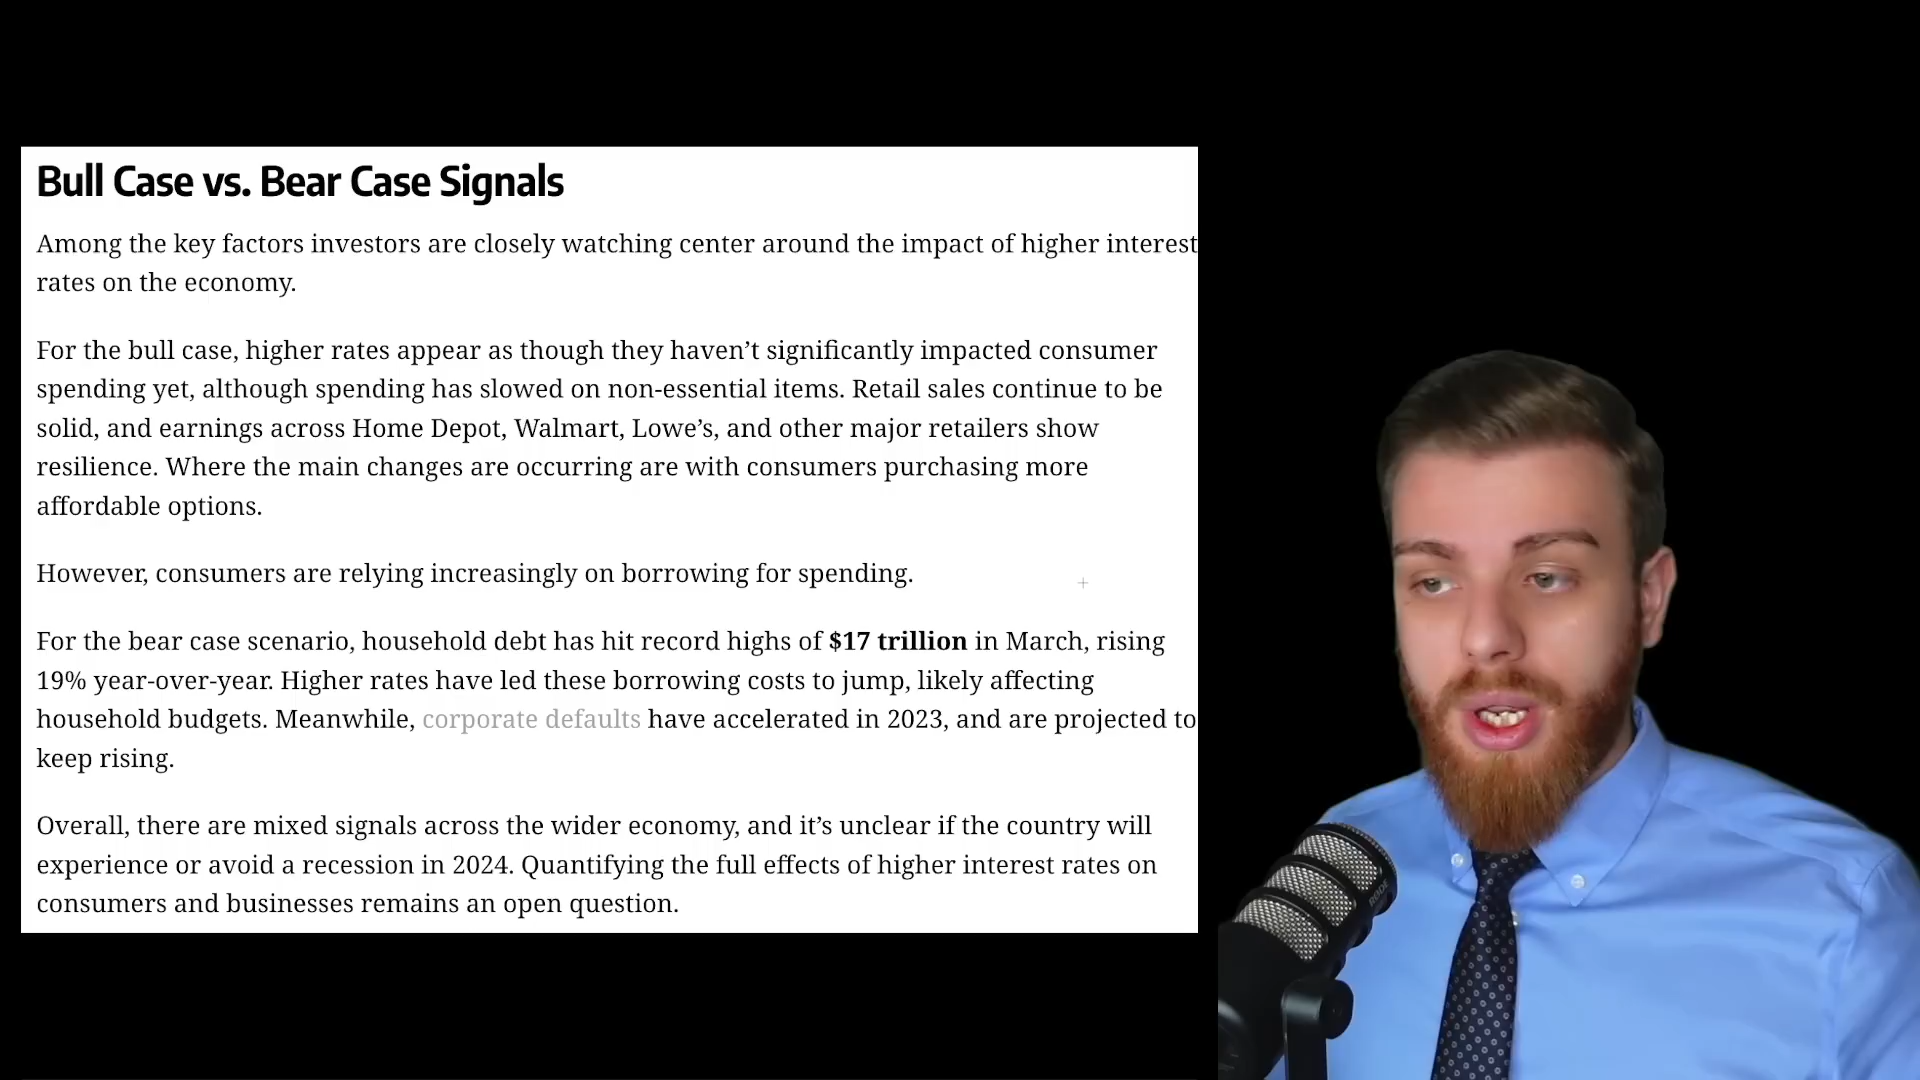 Bull Case vs. Bear Case Signals
Among the key factors investors are closely watching center around the impact of higher interest
rates on the economy.
For the bull case, higher rates appear as though they haven’t significantly impacted consumer
spending yet, although spending has slowed on non-essential items. Retail sales continue to be
solid, and earnings across Home Depot, Walmart, Lowe’s, and other major retailers show
resilience. Where the main changes are occurring are with consumers purchasing more
affordable options.
However, consumers are relying increasingly on borrowing for spending.
For the bear case scenario, household debt has hit record highs of $17 trillion in March, rising
19% year-over-year. Higher rates have led these borrowing costs to jump, likely affecting
household budgets. Meanwhile, corporate defaults have accelerated in 2023, and are projected to
keep rising.
Overall, there are mixed signals across the wider economy, and it’s unclear if the country will
experience or avoid a recession in 2024. Quantifying the full effects of higher interest rates on
consumers and businesses remains an open question.
RODE